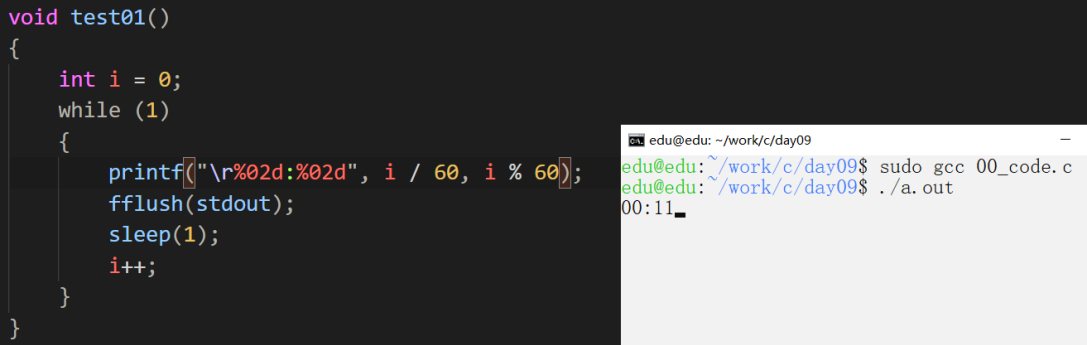 void test01()
{
    int i = 0;
    while (1)
    {
        printf("\r%02d:%02d", i / 60, i % 60);
        fflush(stdout);
        sleep(1);
        i++;
    }
}
C:\. edu@edu: ~/work/c/day09
edu@edu:~/work/c/day09$ sudo gcc 00_code.c
edu@edu:~/work/c/day09$ ./a.out
00:11